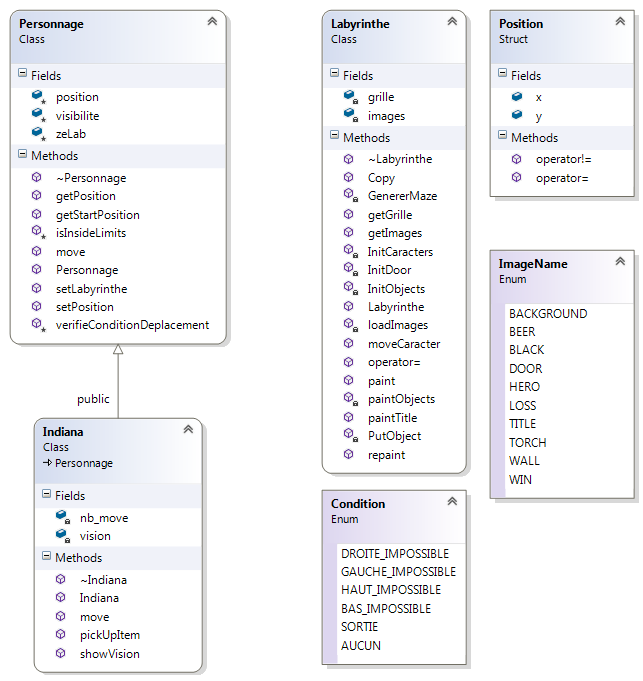 Personnage
Class
Fields
position
visibilite
zeLab
Methods
~Personnage
getPosition
getStartPosition
isInsideLimits
move
Personnage
setLabyrinthe
setPosition
verifieConditionDeplacement
public
Indiana
Class
Personnage
Fields
nb_move
vision
Methods
~Indiana
Indiana
move
pickUpItem
showVision
Labyrinthe
Class
Fields
grille
images
Methods
~Labyrinthe
Copy
GenererMaze
getGrille
getImages
InitCaracters
InitDoor
InitObjects
Labyrinthe
loadImages
moveCaracter
operator=
paint
paintObjects
paintTitle
PutObject
repaint
Condition
Enum
DROITE_IMPOSSIBLE
GAUCHE_IMPOSSIBLE
HAUT_IMPOSSIBLE
BAS_IMPOSSIBLE
SORTIE
AUCUN
Position
Struct
Fields
x
y
Methods
operator!=
operator=
ImageName
Enum
BACKGROUND
BEER
BLACK
DOOR
HERO
LOSS
TITLE
TORCH
WALL
WIN